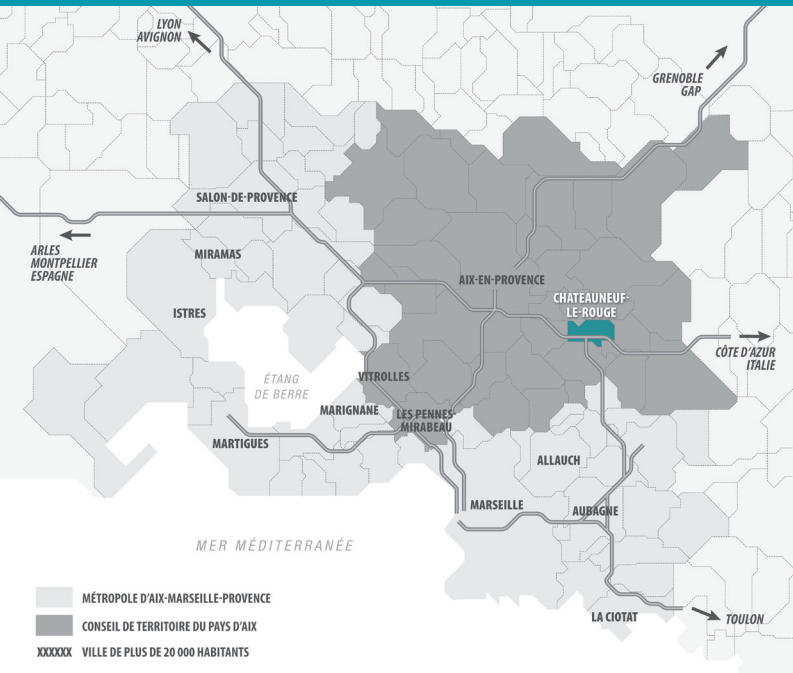 LYON
AVIGNON
GRENOBLE
GAP
SALON-DE-PROVENCE
ARLES
MONTPELLIER
ESPAGNE
MIRAMAS
AIX-EN-PROVENCE
CHATEAUNEUF-
LE-ROUGE
ISTRES
CÔTE D'AZUR
ITALIE
ÉTANG
DE BERRE
VITROLLES
MARIGNANE
LES PENNES-
MIRABEAU
MARTIGUES
ALLAUCH
MARSEILLE
AUBAGNE
MER MÉDITERRANÉE
MÉTROPOLE D'AIX-MARSEILLE-PROVENCE
CONSEIL DE TERRITOIRE DU PAYS D'AIX
LA CIOTAT
TOULON
XXXXXX VILLE DE PLUS DE 20 000 HABITANTS